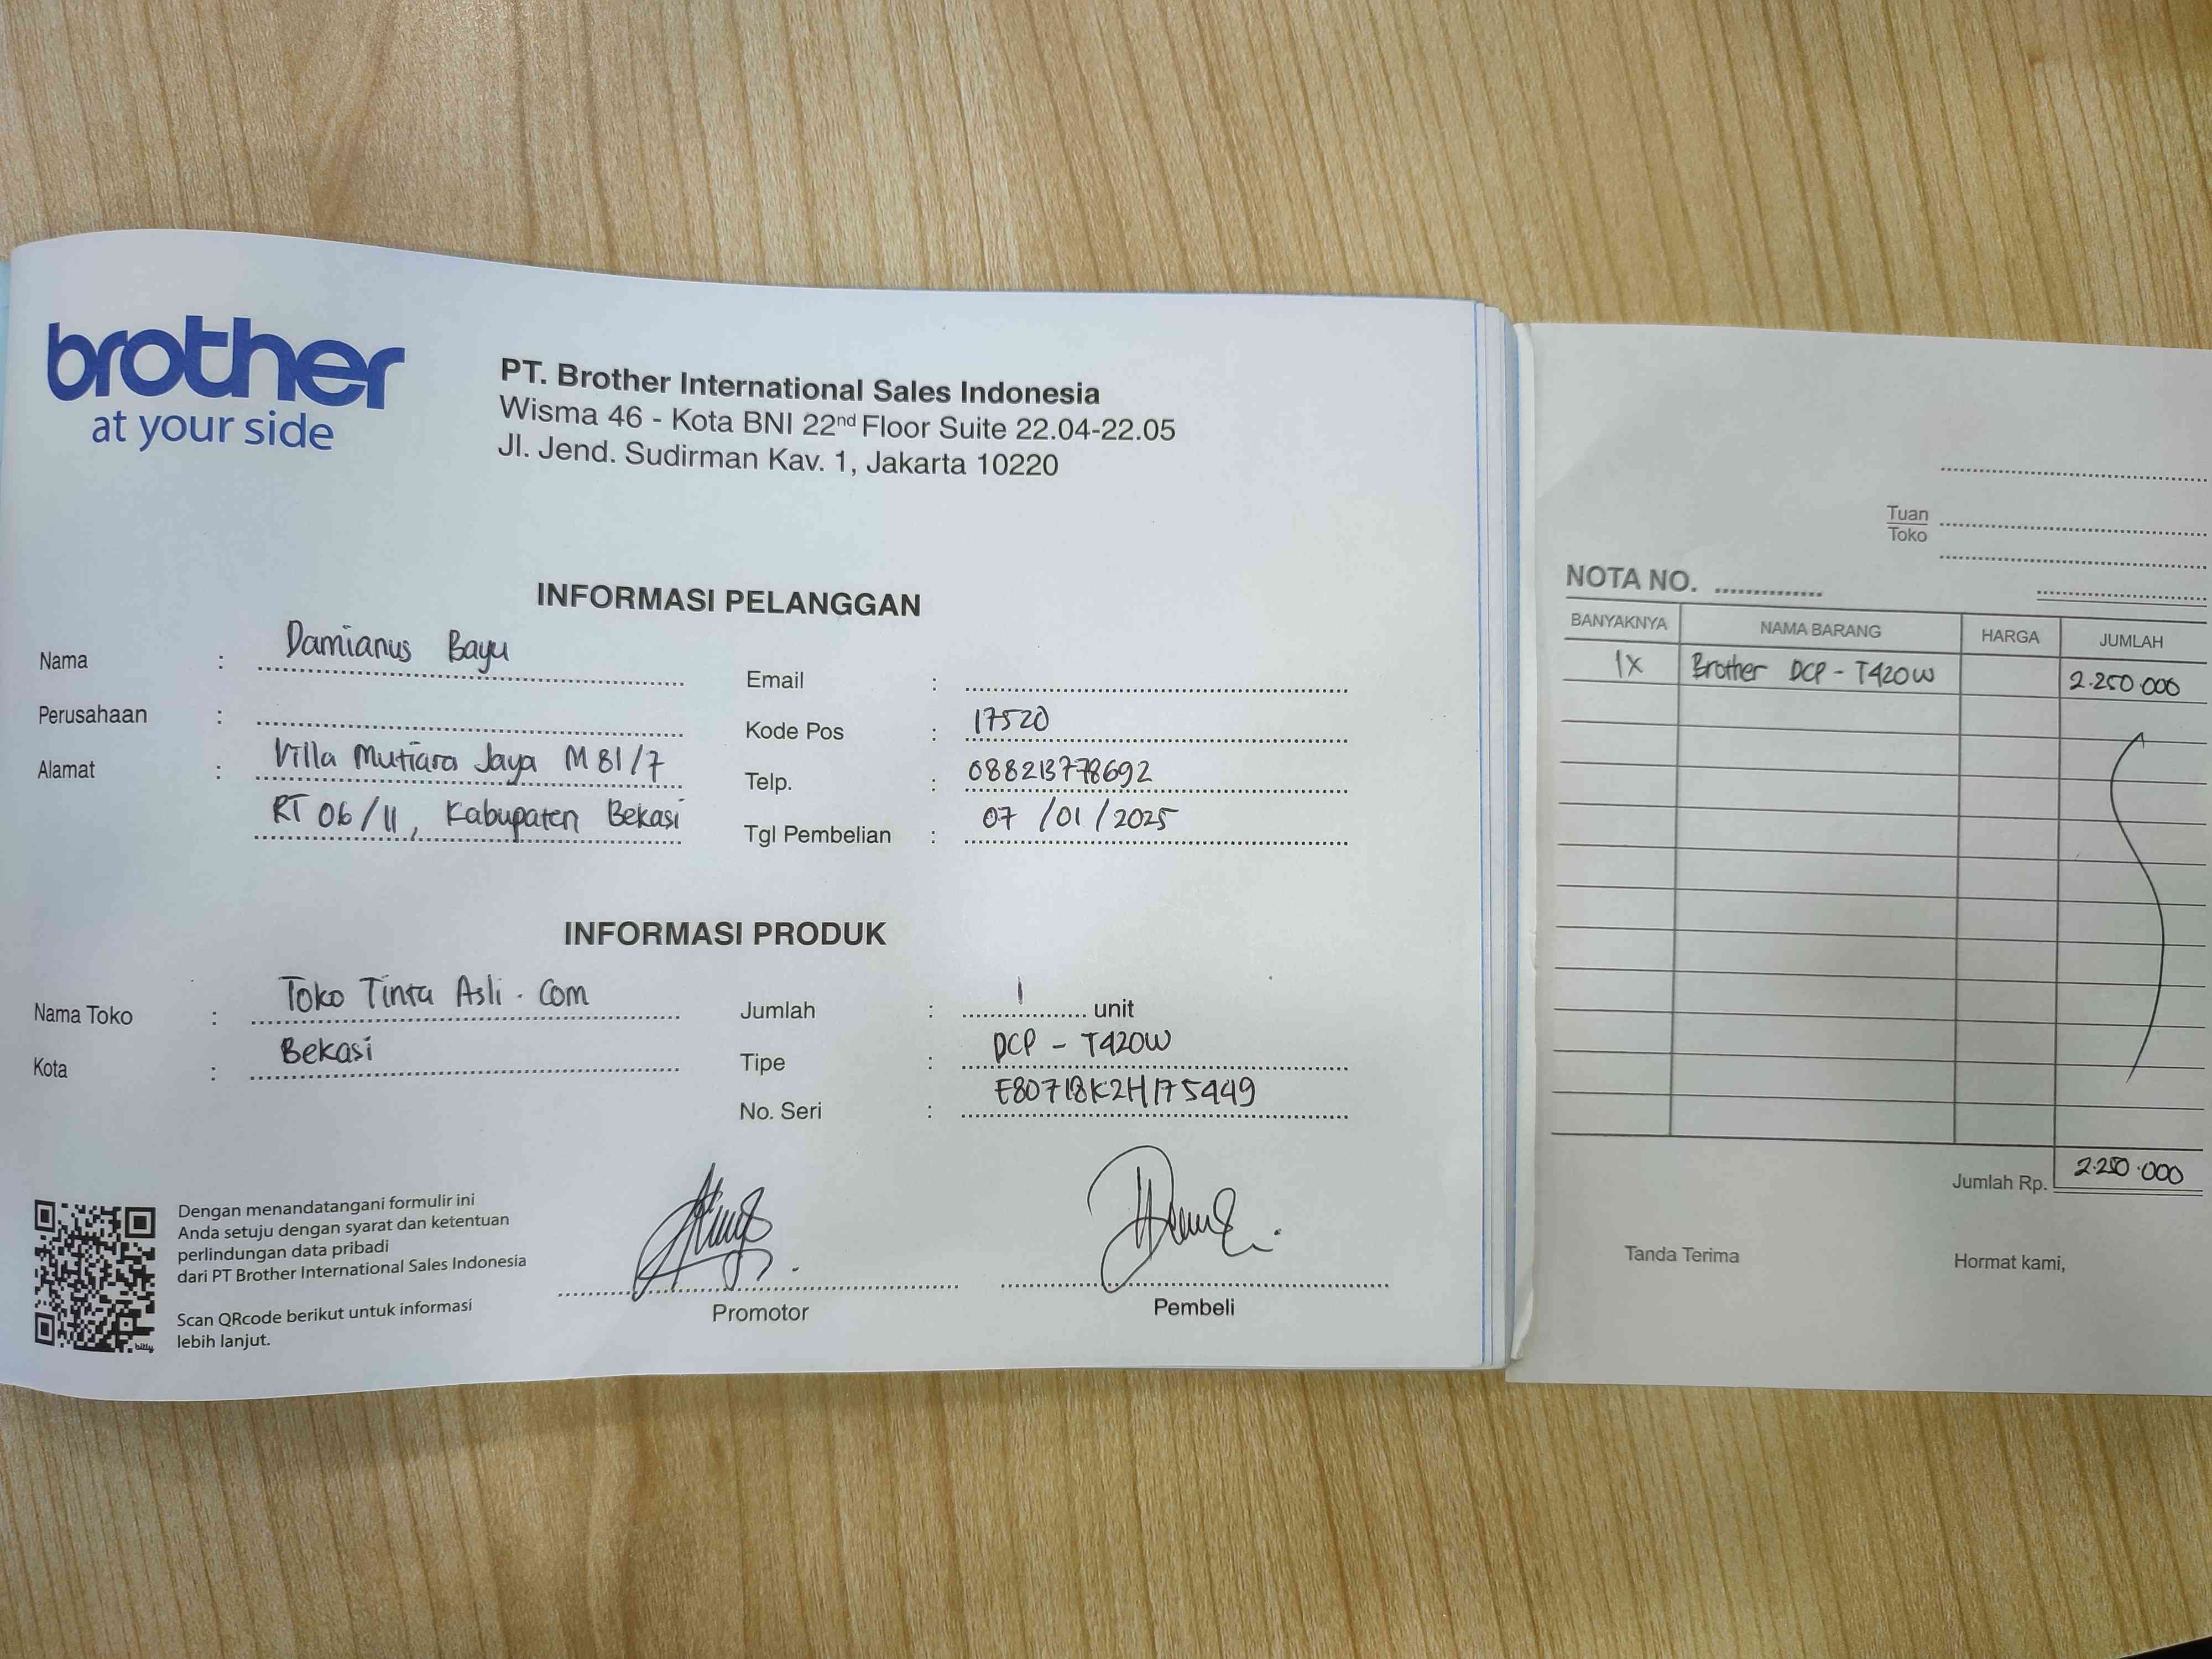 brother
at your side
PT. Brother International Sales Indonesia
Wisma 46 - Kota BNI 22nd Floor Suite 22.04-22.05
Jl. Jend. Sudirman Kav. 1, Jakarta 10220
INFORMASI PELANGGAN
Nama : Damianus Bayu
Perusahaan :
Alamat : Villa Mutiara Jaya M 81/7
RT 06/11, Kabupaten Bekasi
Email :
Kode Pos : 17520
Telp. : 088213778692
Tgl Pembelian : 07/01/2025
INFORMASI PRODUK
Nama Toko : Toko Tinta Asli . Com
Kota : Bekasi
Jumlah : 1 unit
Tipe : DCP - T420W
No. Seri : E80718K2H175449
Dengan menandatangani formulir ini
Anda setuju dengan syarat dan ketentuan
perlindungan data pribadi
dari PT Brother International Sales Indonesia
Scan QRcode berikut untuk informasi
lebih lanjut.
bitly
Promotor
Pembeli
Tuan
Toko
NOTA NO.
BANYAKNYA NAMA BARANG HARGA JUMLAH
1x Brother DCP - T420W 2.250.000
Jumlah Rp. 2.250.000
Tanda Terima Hormat kami,